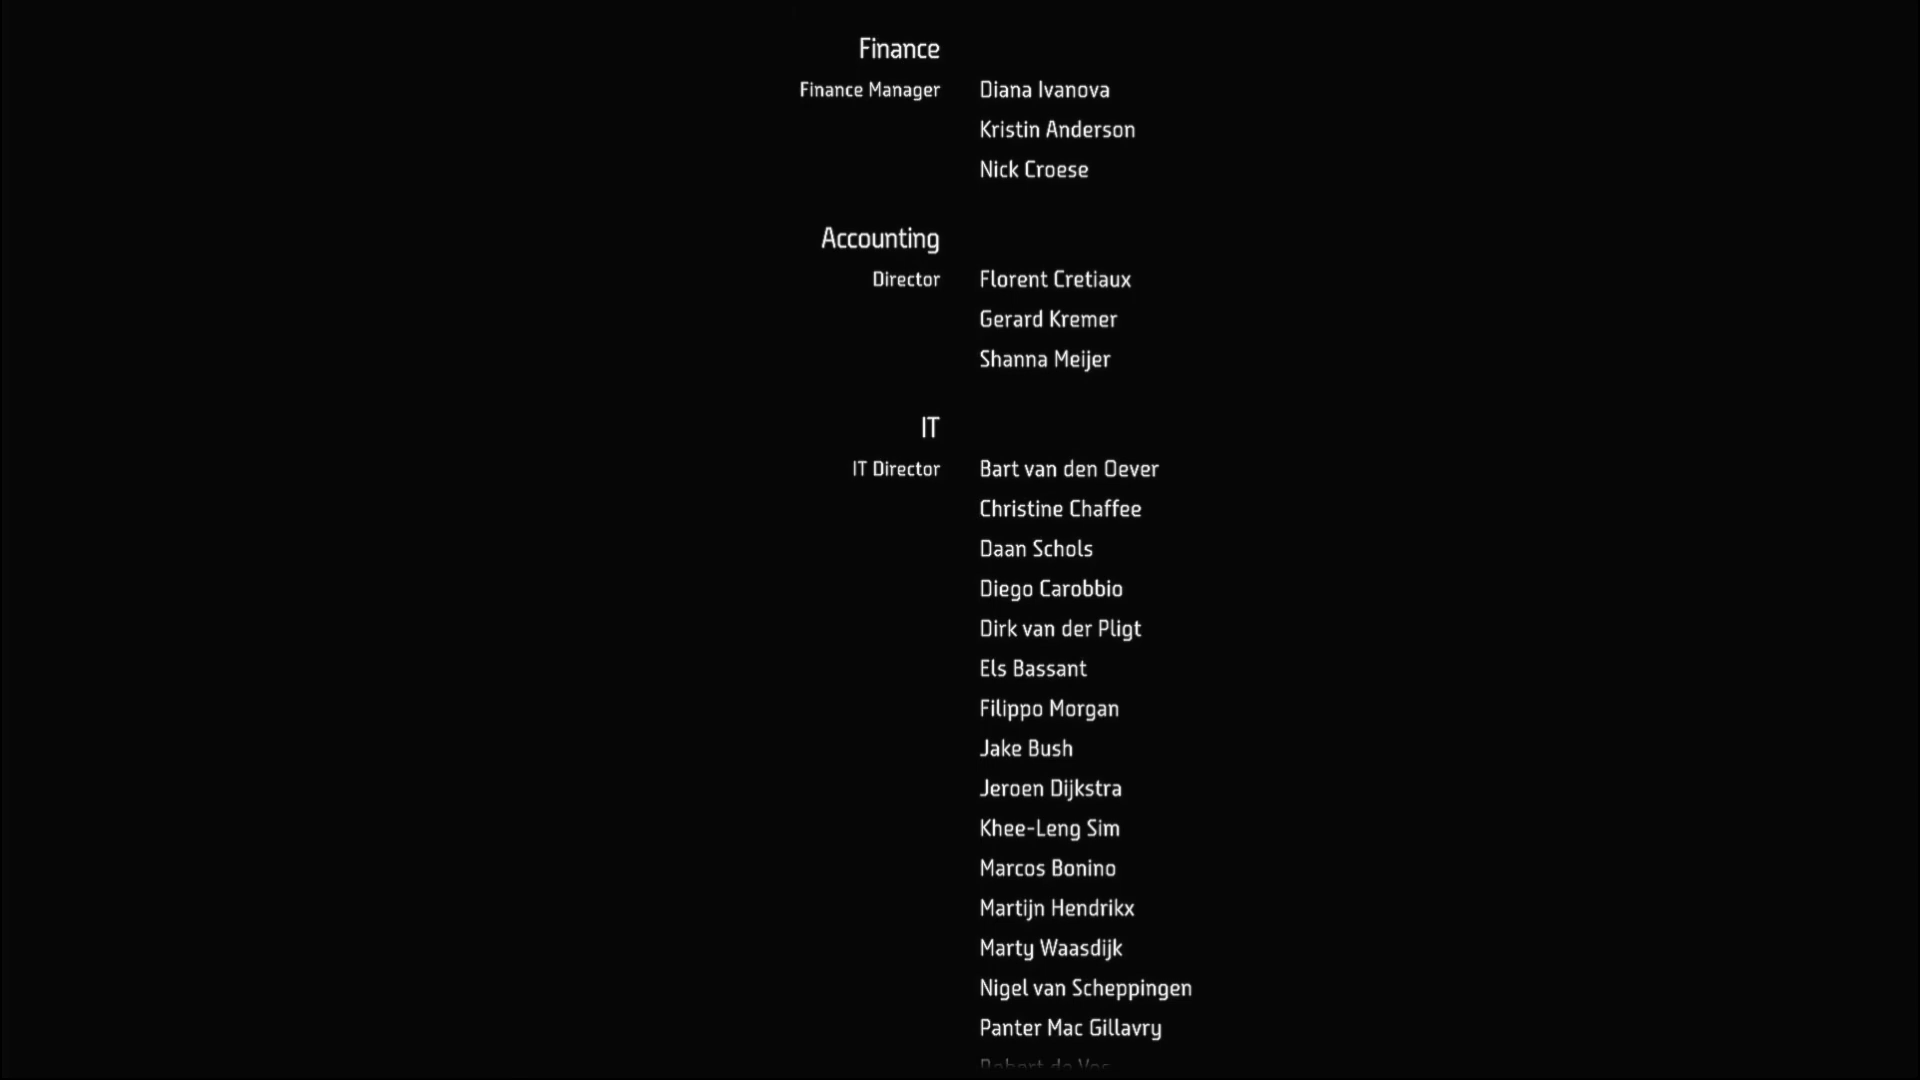 Finance
Finance Manager Diana Ivanova
Kristin Anderson
Nick Croese
Accounting
Director Florent Cretiaux
Gerard Kremer
Shanna Meijer
IT
IT Director Bart van den Oever
Christine Chaffee
Daan Schols
Diego Carobbio
Dirk van der Pligt
Els Bassant
Filippo Morgan
Jake Bush
Jeroen Dijkstra
Khee-Leng Sim
Marcos Bonino
Martijn Hendrikx
Marty Waasdijk
Nigel van Scheppingen
Panter Mac Gillavry